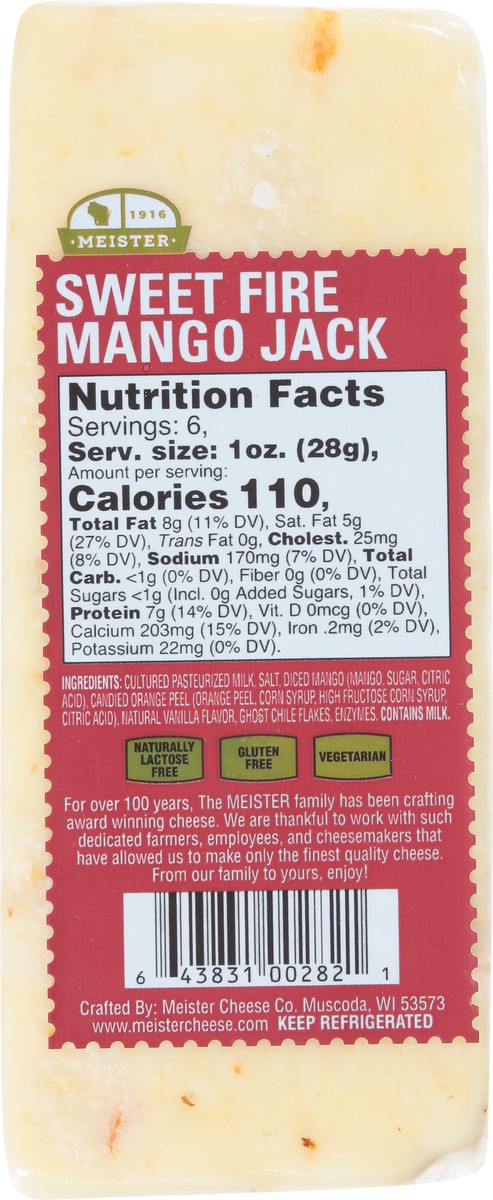 1916
·MEISTER·
SWEET FIRE
MANGO JACK
Nutrition Facts
Servings: 6,
Serv. size: 1oz. (28g),
Amount per serving:
Calories 110,
Total Fat 8g (11% DV), Sat. Fat 5g
(27% DV), Trans Fat 0g, Cholest. 25mg
(8% DV), Sodium 170mg (7% DV), Total
Carb. <1g (0% DV), Fiber 0g (0% DV), Total
Sugars <1g (Incl. 0g Added Sugars, 1% DV),
Protein 7g (14% DV), Vit. D 0mcg (0% DV),
Calcium 203mg (15% DV), Iron .2mg (2% DV),
Potassium 22mg (0% DV).
INGREDIENTS: CULTURED PASTEURIZED MILK, SALT, DICED MANGO (MANGO, SUGAR, CITRIC
ACID), CANDIED ORANGE PEEL (ORANGE PEEL, CORN SYRUP, HIGH FRUCTOSE CORN SYRUP,
CITRIC ACID), NATURAL VANILLA FLAVOR, GHOST CHILE FLAKES, ENZYMES. CONTAINS MILK.
NATURALLY
LACTOSE
FREE
GLUTEN
FREE
VEGETARIAN
For over 100 years, The MEISTER family has been crafting
award winning cheese. We are thankful to work with such
dedicated farmers, employees, and cheesemakers that
have allowed us to make only the finest quality cheese.
From our family to yours, enjoy!
6 43831 00282 1
Crafted By: Meister Cheese Co. Muscoda, WI 53573
www.meistercheese.com KEEP REFRIGERATED